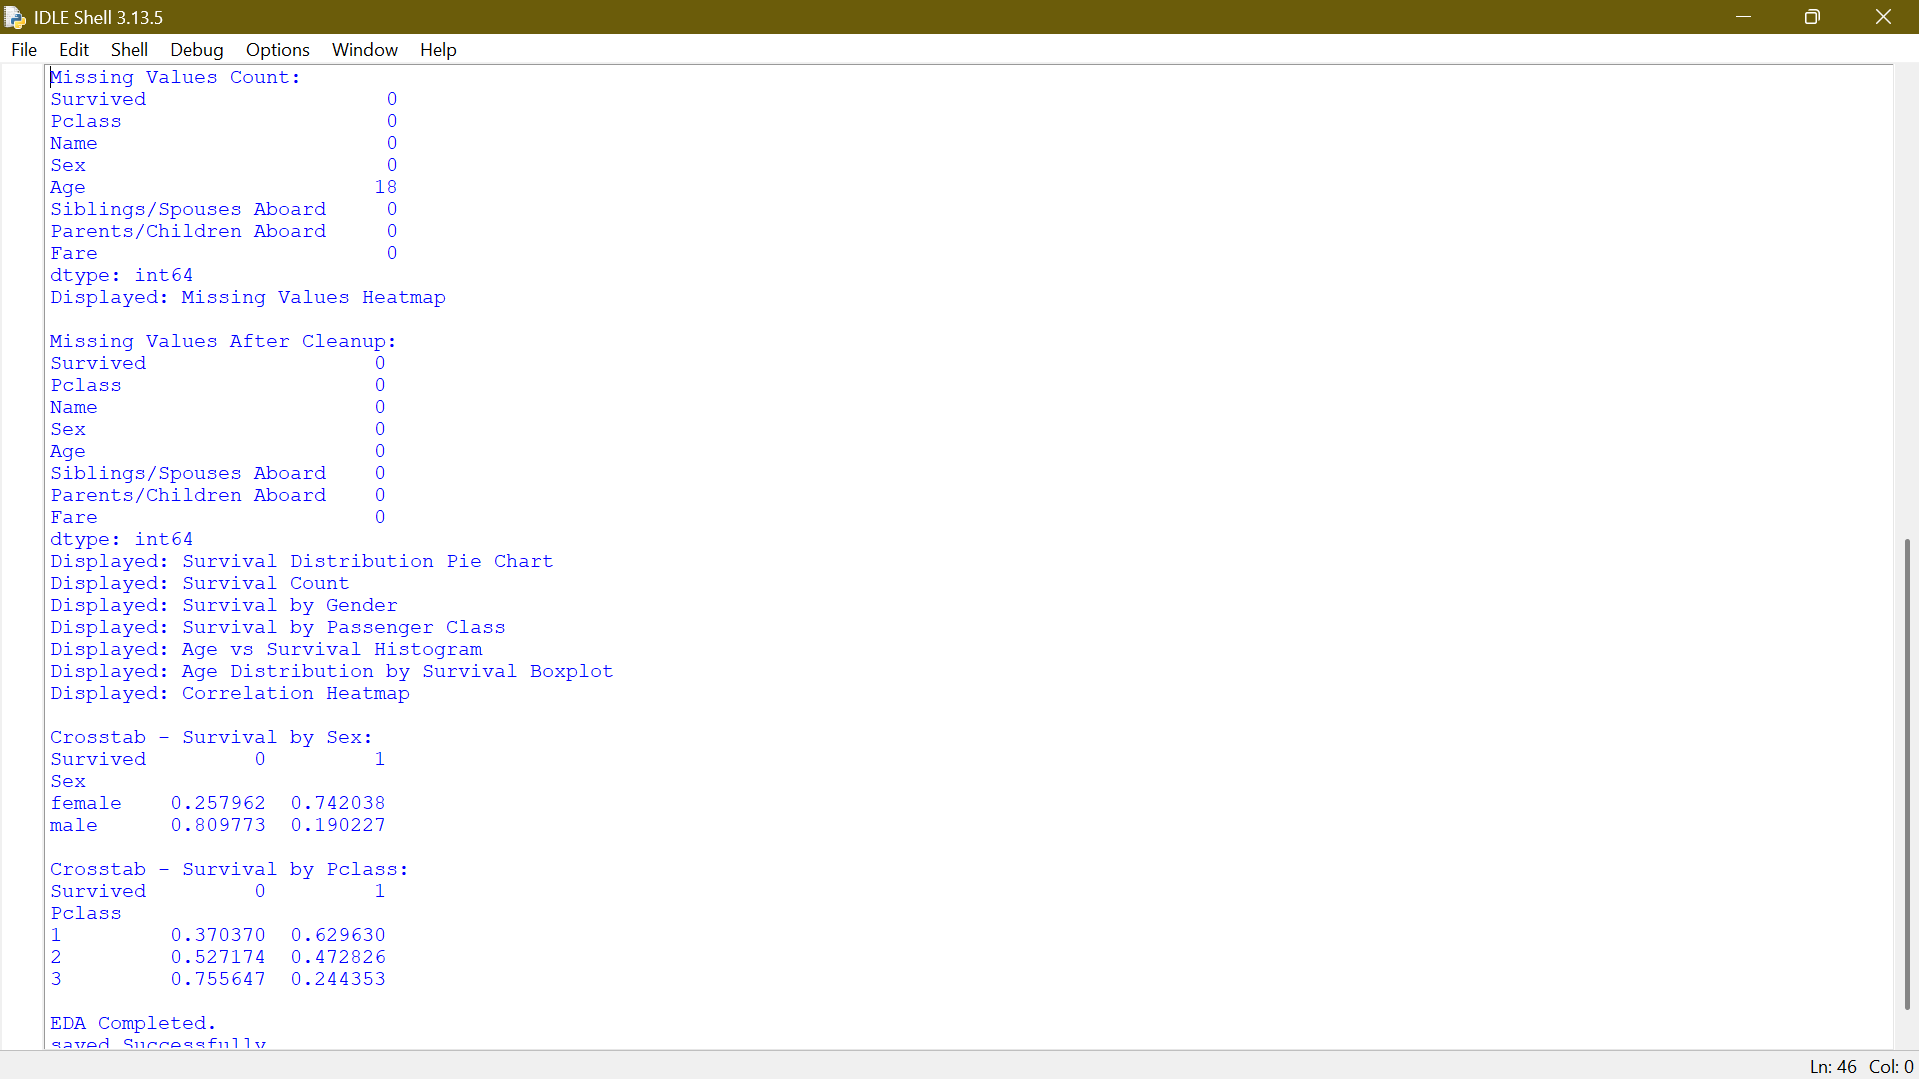 IDLE Shell 3.13.5
File Edit Shell Debug Options Window Help
Missing Values Count:
Survived 0
Pclass 0
Name 0
Sex 0
Age 18
Siblings/Spouses Aboard 0
Parents/Children Aboard 0
Fare 0
dtype: int64
Displayed: Missing Values Heatmap
Missing Values After Cleanup:
Survived 0
Pclass 0
Name 0
Sex 0
Age 0
Siblings/Spouses Aboard 0
Parents/Children Aboard 0
Fare 0
dtype: int64
Displayed: Survival Distribution Pie Chart
Displayed: Survival Count
Displayed: Survival by Gender
Displayed: Survival by Passenger Class
Displayed: Age vs Survival Histogram
Displayed: Age Distribution by Survival Boxplot
Displayed: Correlation Heatmap
Crosstab - Survival by Sex:
Survived 0 1
Sex
female 0.257962 0.742038
male 0.809773 0.190227
Crosstab - Survival by Pclass:
Survived 0 1
Pclass
1 0.370370 0.629630
2 0.527174 0.472826
3 0.755647 0.244353
EDA Completed.
saved Successfully
Ln: 46 Col: 0